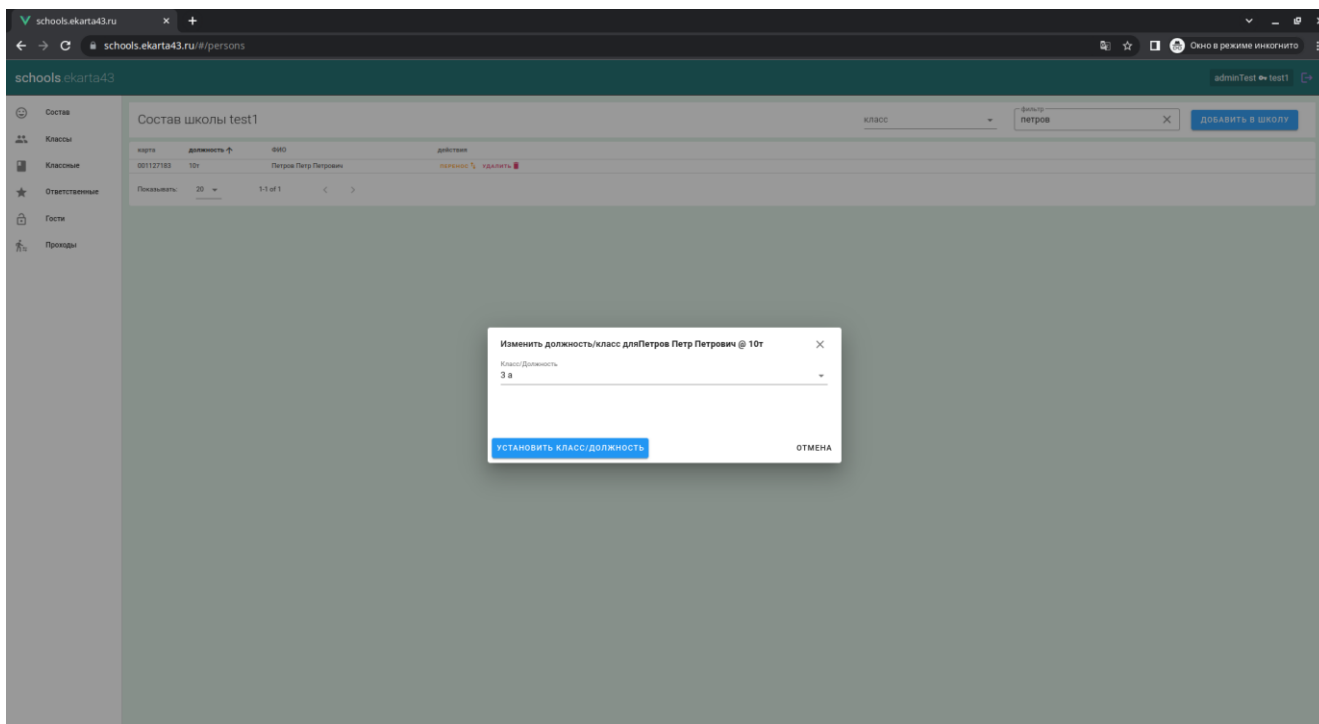 schools.ekarta43.ru
schools.ekarta43.ru/#/persons
Окно в режиме инкогнито
schools.ekarta43
adminTest test1
Состав
Классы
Классные
Ответственные
Гости
Проходы
Состав школы test1
класс
фильтр
петров
ДОБАВИТЬ В ШКОЛУ
карта должность ФИО действия
001127183 10т Петров Петр Петрович ПЕРЕНОС УДАЛИТЬ
Показывать: 20 1-1 of 1
Изменить должность/класс дляПетров Петр Петрович @ 10т
Класс/Должность
3 а
УСТАНОВИТЬ КЛАСС/ДОЛЖНОСТЬ
ОТМЕНА